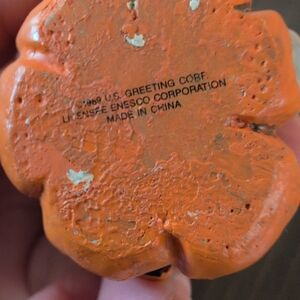 1989 U.S. GREETING CORP.
LICENSEE ENESCO CORPORATION
MADE IN CHINA